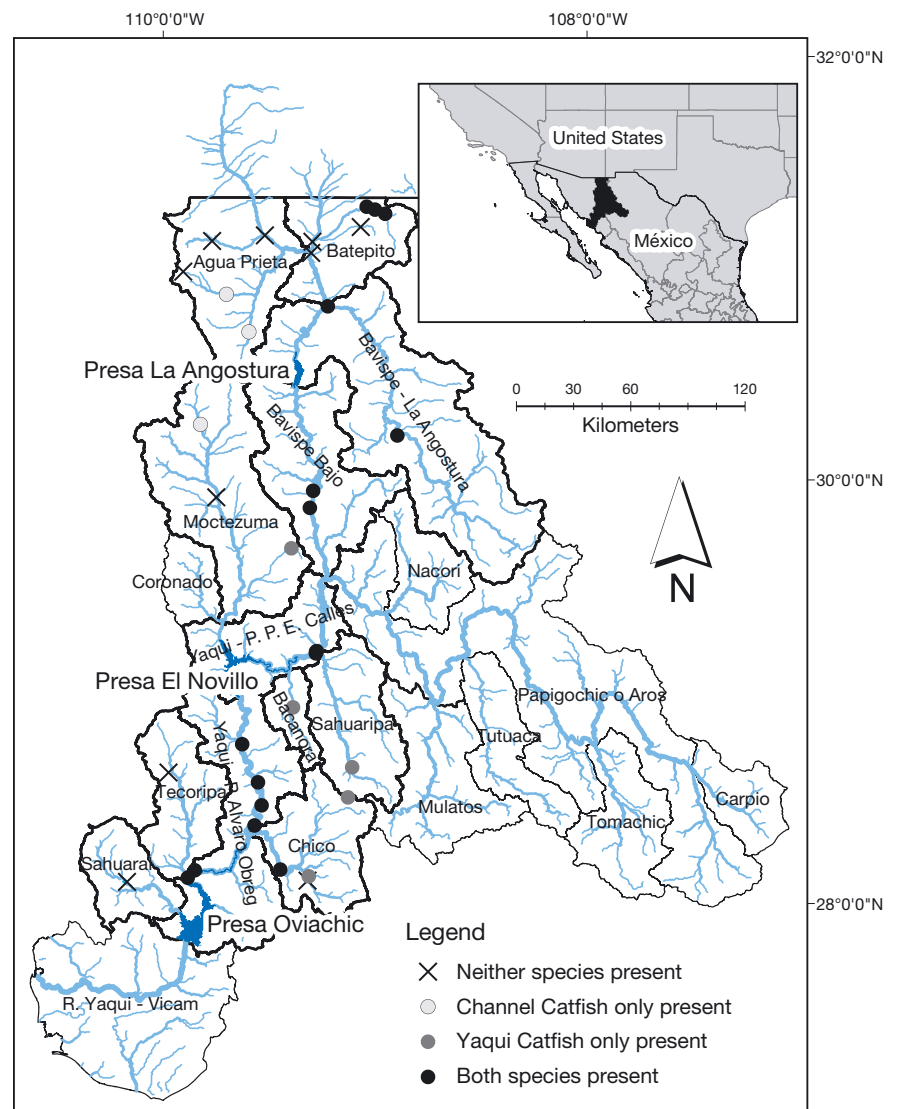 110°0'0"W
108°0'0"W
32°0'0"N
United States
México
Agua Prieta
Batepito
Presa La Angostura
Bavispe - La Angostura
0 30 60 120
Kilometers
Bavispe Bajo
30°0'0"N
Moctezuma
N
Coronado
Nacori
Yaqui - P. P. E. Calles
Presa El Novillo
Bacanora
Sahuaripa
Papigochic o Aros
Tutuaca
Yaqui - P. Alvaro Obreg
Tecoripa
Mulatos
Carpio
Tomachic
Chico
Sahuaral
28°0'0"N
Presa Oviachic
R. Yaqui - Vicam
Legend
Neither species present
Channel Catfish only present
Yaqui Catfish only present
Both species present